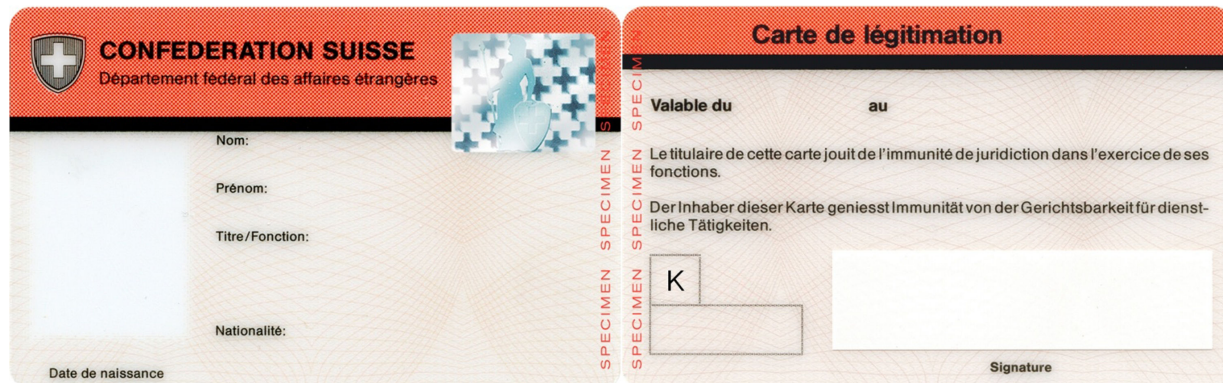 CONFEDERATION SUISSE
Département fédéral des affaires étrangères
Nom:
Prénom:
Titre/Fonction:
Nationalité:
Date de naissance
SPECIMEN SPECIMEN SPECIMEN
Carte de légitimation
SPECIMEN SPECIMEN SPECIMEN
Valable du au
Le titulaire de cette carte jouit de l'immunité de juridiction dans l'exercice de ses
fonctions.
Der Inhaber dieser Karte geniesst Immunität von der Gerichtsbarkeit für dienst-
liche Tätigkeiten.
K
Signature